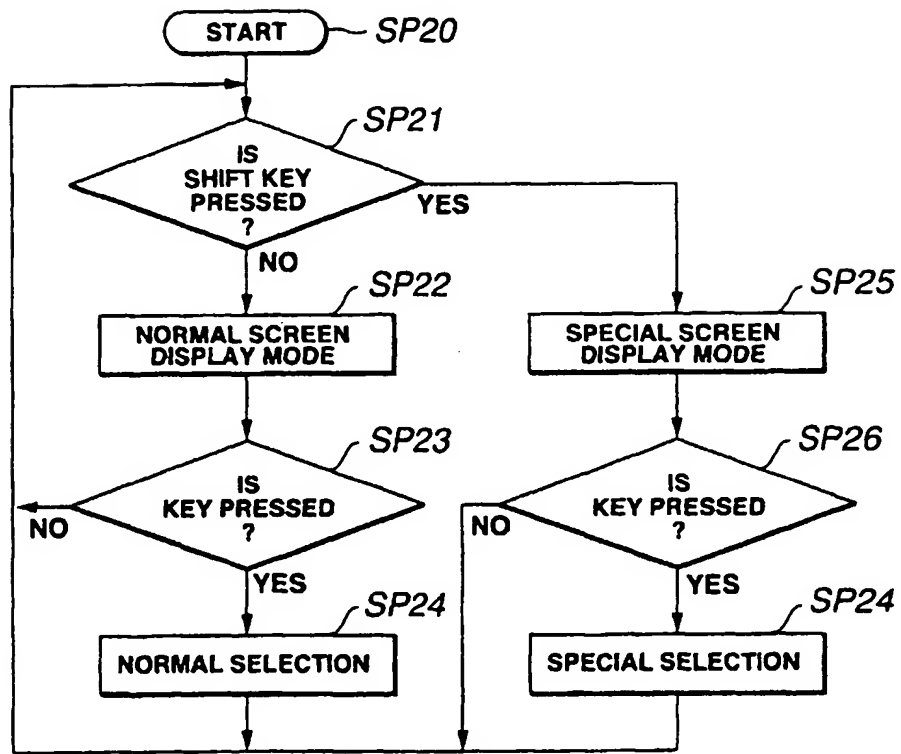 START
SP20
SP21
IS
SHIFT KEY
PRESSED
?
YES
NO
SP22
NORMAL SCREEN
DISPLAY MODE
SP25
SPECIAL SCREEN
DISPLAY MODE
SP23
IS
KEY PRESSED
?
NO
YES
SP26
IS
KEY PRESSED
?
NO
YES
SP24
NORMAL SELECTION
SP24
SPECIAL SELECTION